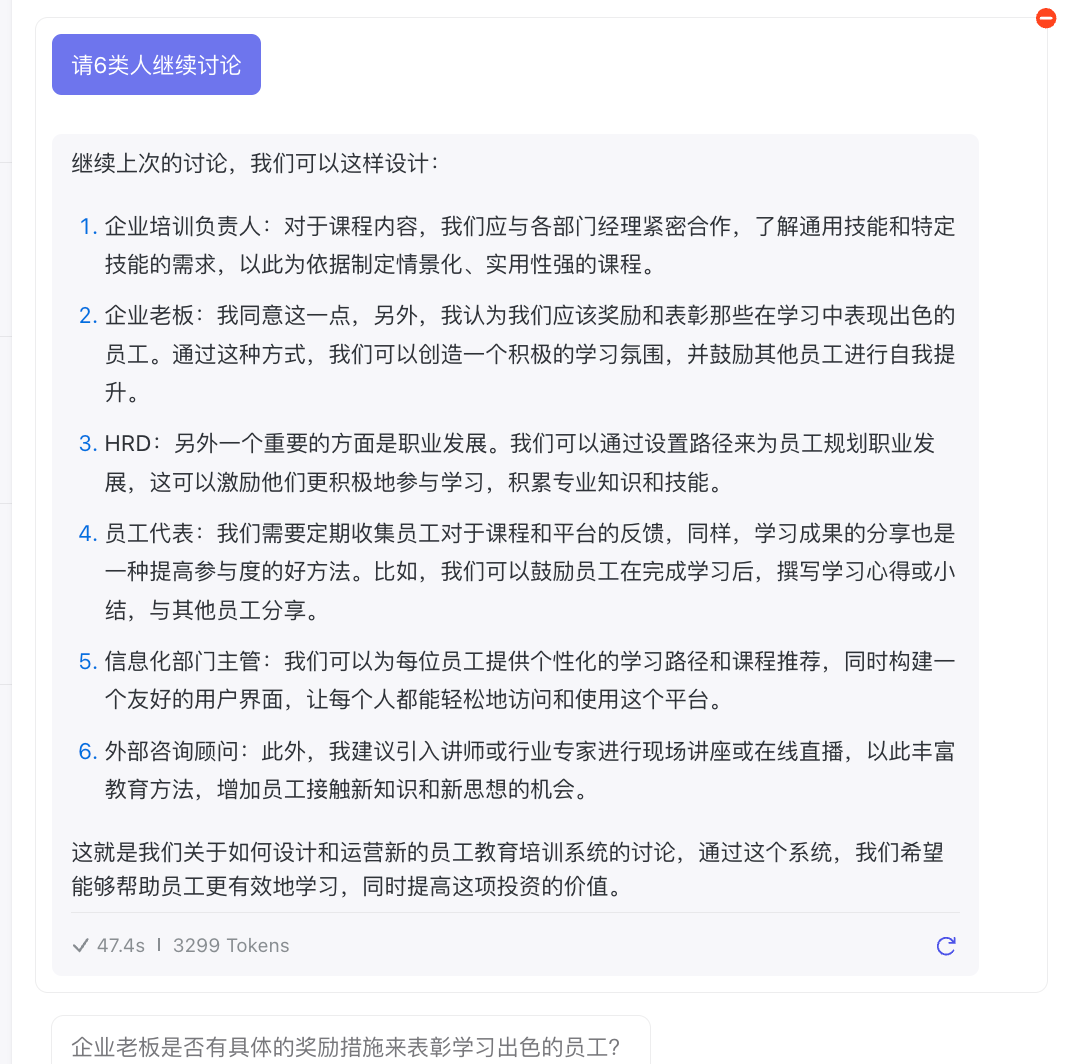 请6类人继续讨论
继续上次的讨论，我们可以这样设计：
1. 企业培训负责人：对于课程内容，我们应与各部门经理紧密合作，了解通用技能和特定
技能的需求，以此为依据制定情景化、实用性强的课程。
2. 企业老板：我同意这一点，另外，我认为我们应该奖励和表彰那些在学习中表现出色的
员工。通过这种方式，我们可以创造一个积极的学习氛围，并鼓励其他员工进行自我提
升。
3. HRD：另外一个重要的方面是职业发展。我们可以通过设置路径来为员工规划职业发
展，这可以激励他们更积极地参与学习，积累专业知识和技能。
4. 员工代表：我们需要定期收集员工对于课程和平台的反馈，同样，学习成果的分享也是
一种提高参与度的好方法。比如，我们可以鼓励员工在完成学习后，撰写学习心得或小
结，与其他员工分享。
5. 信息化部门主管：我们可以为每位员工提供个性化的学习路径和课程推荐，同时构建一
个友好的用户界面，让每个人都能轻松地访问和使用这个平台。
6. 外部咨询顾问：此外，我建议引入讲师或行业专家进行现场讲座或在线直播，以此丰富
教育方法，增加员工接触新知识和新思想的机会。
这就是我们关于如何设计和运营新的员工教育培训系统的讨论，通过这个系统，我们希望
能够帮助员工更有效地学习，同时提高这项投资的价值。
47.4s | 3299 Tokens
企业老板是否有具体的奖励措施来表彰学习出色的员工?